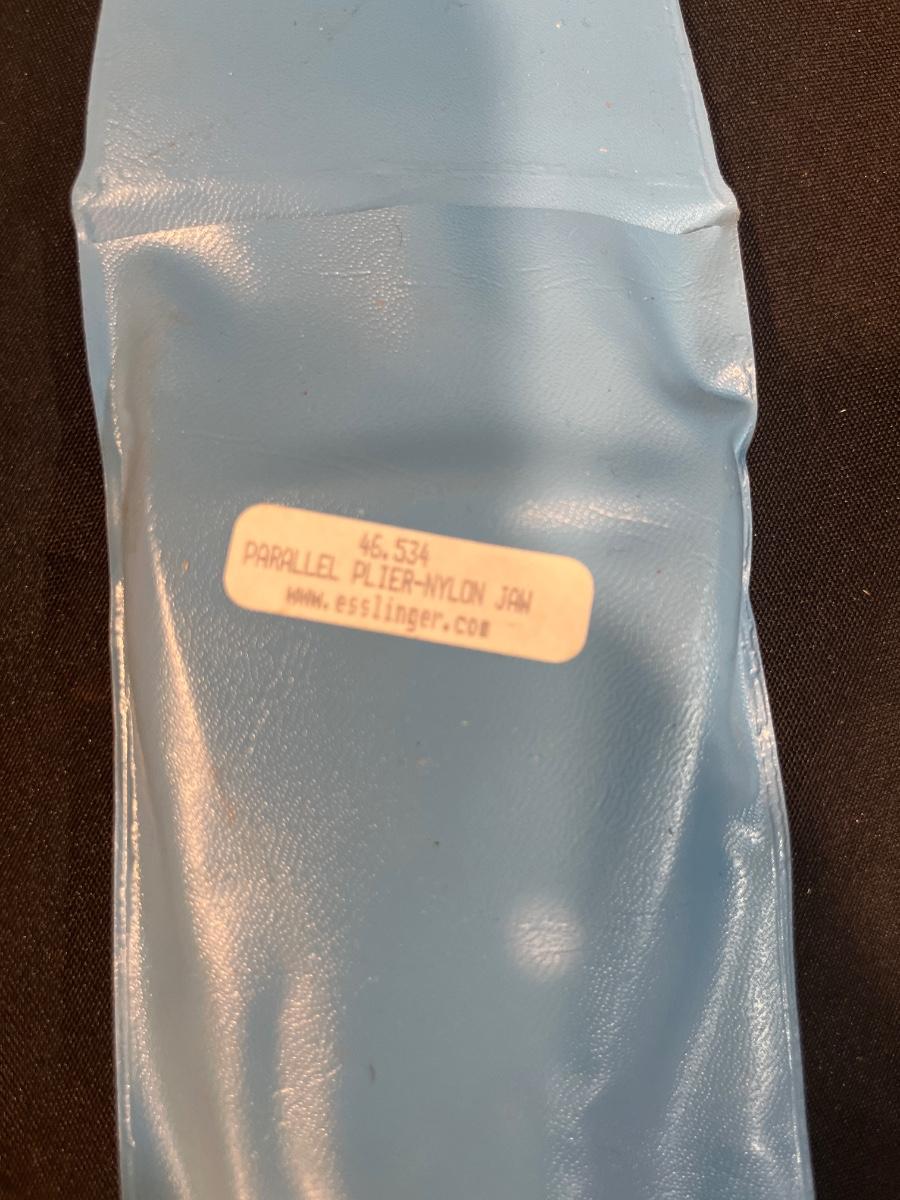 46.534
PARALLEL PLIER-NYLON JAW
www.esslinger.com